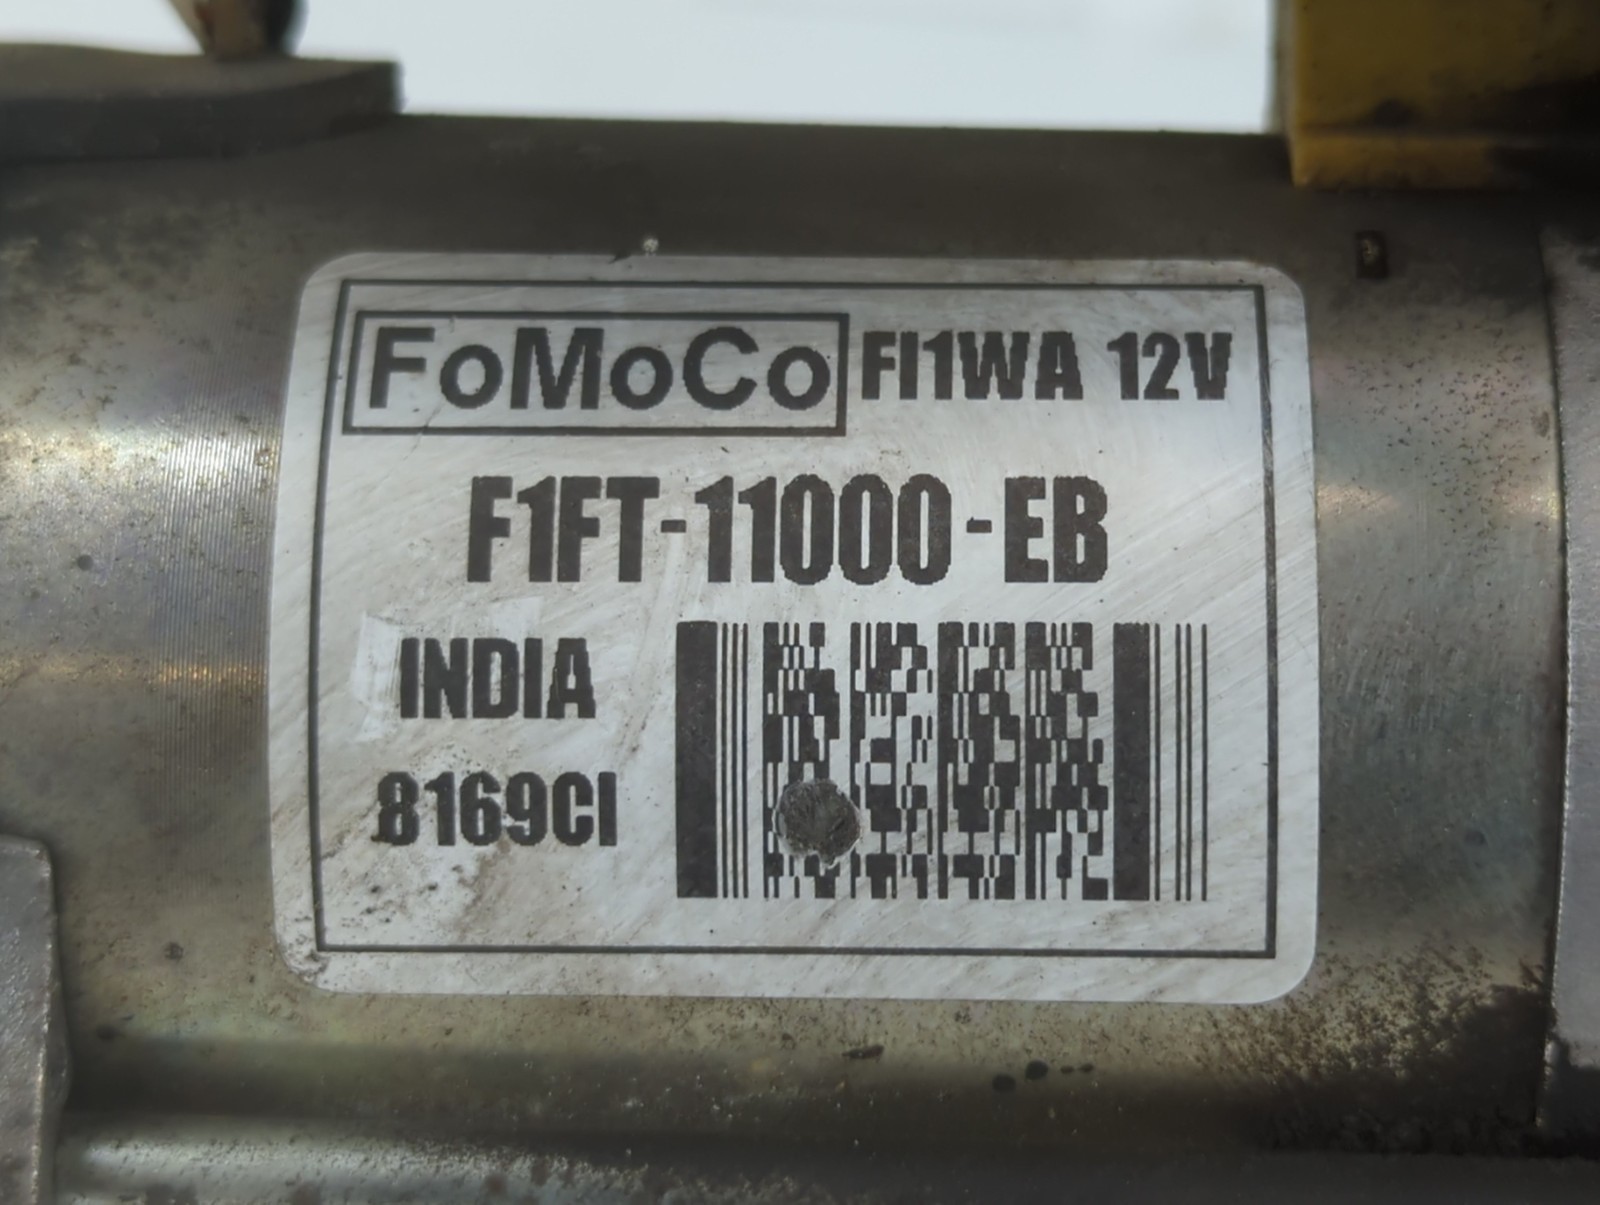 FoMoCo FI1WA 12V
F1FT-11000-EB
INDIA
8169CI